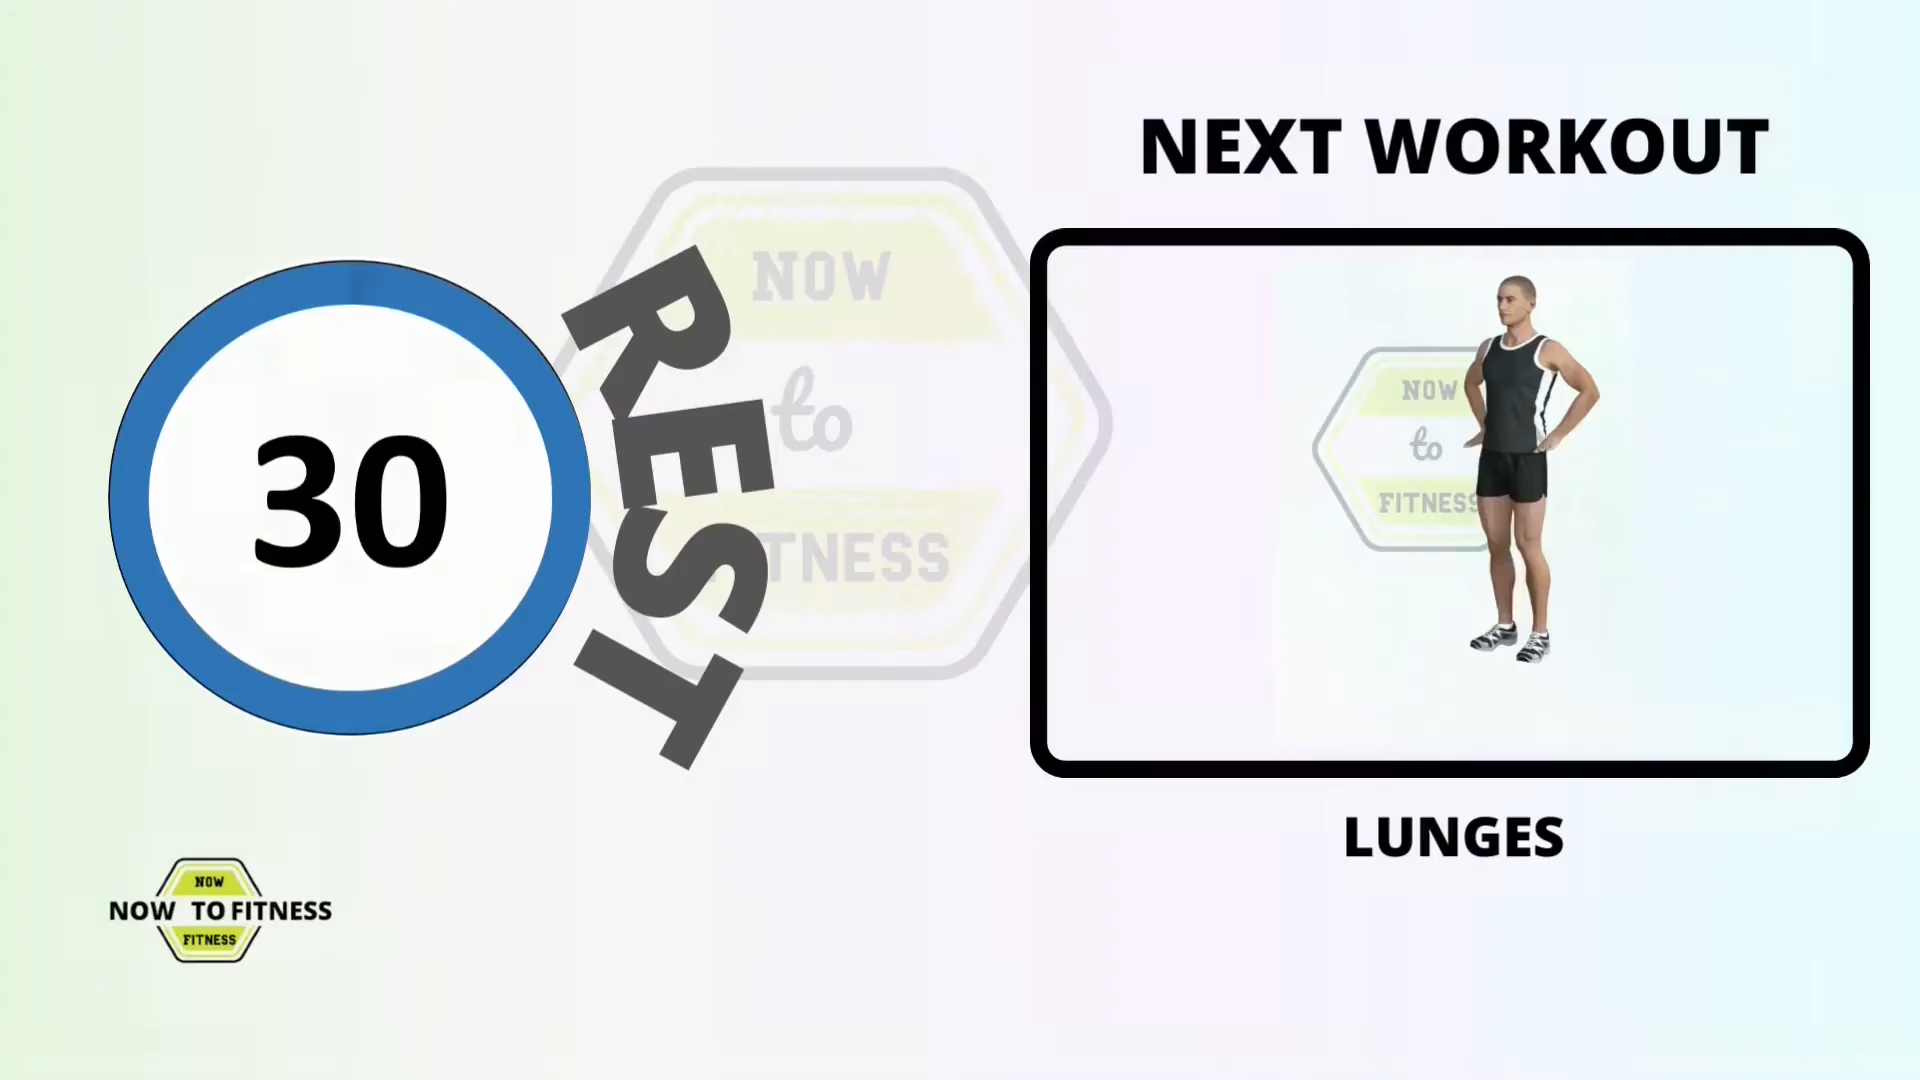 NEXT WORKOUT
30
REST
NOW
to
FITNESS
NOW
to
FITNESS
LUNGES
NOW
NOW TO FITNESS
FITNESS